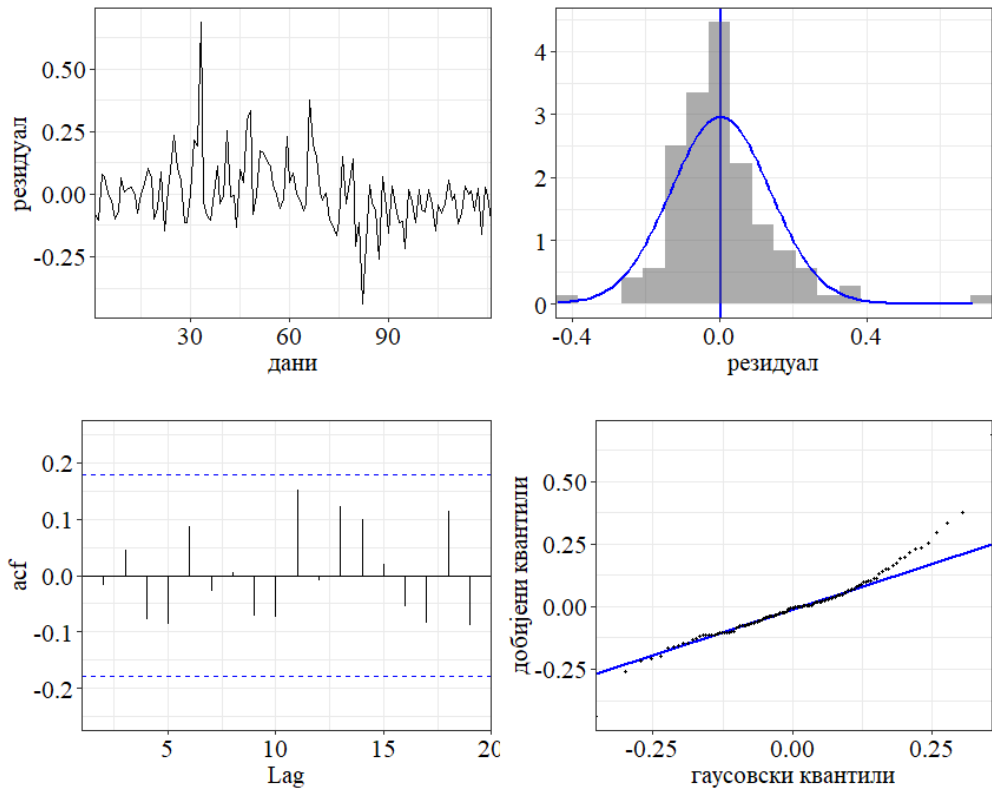 резидуал
0.50
0.25
0.00
-0.25
30 60 90
дани
4
3
2
1
0
-0.4 0.0 0.4
резидуал
acf
0.2
0.1
0.0
-0.1
-0.2
5 10 15 20
Lag
добијени квантили
0.50
0.25
0.00
-0.25
-0.25 0.00 0.25
гаусовски квантили